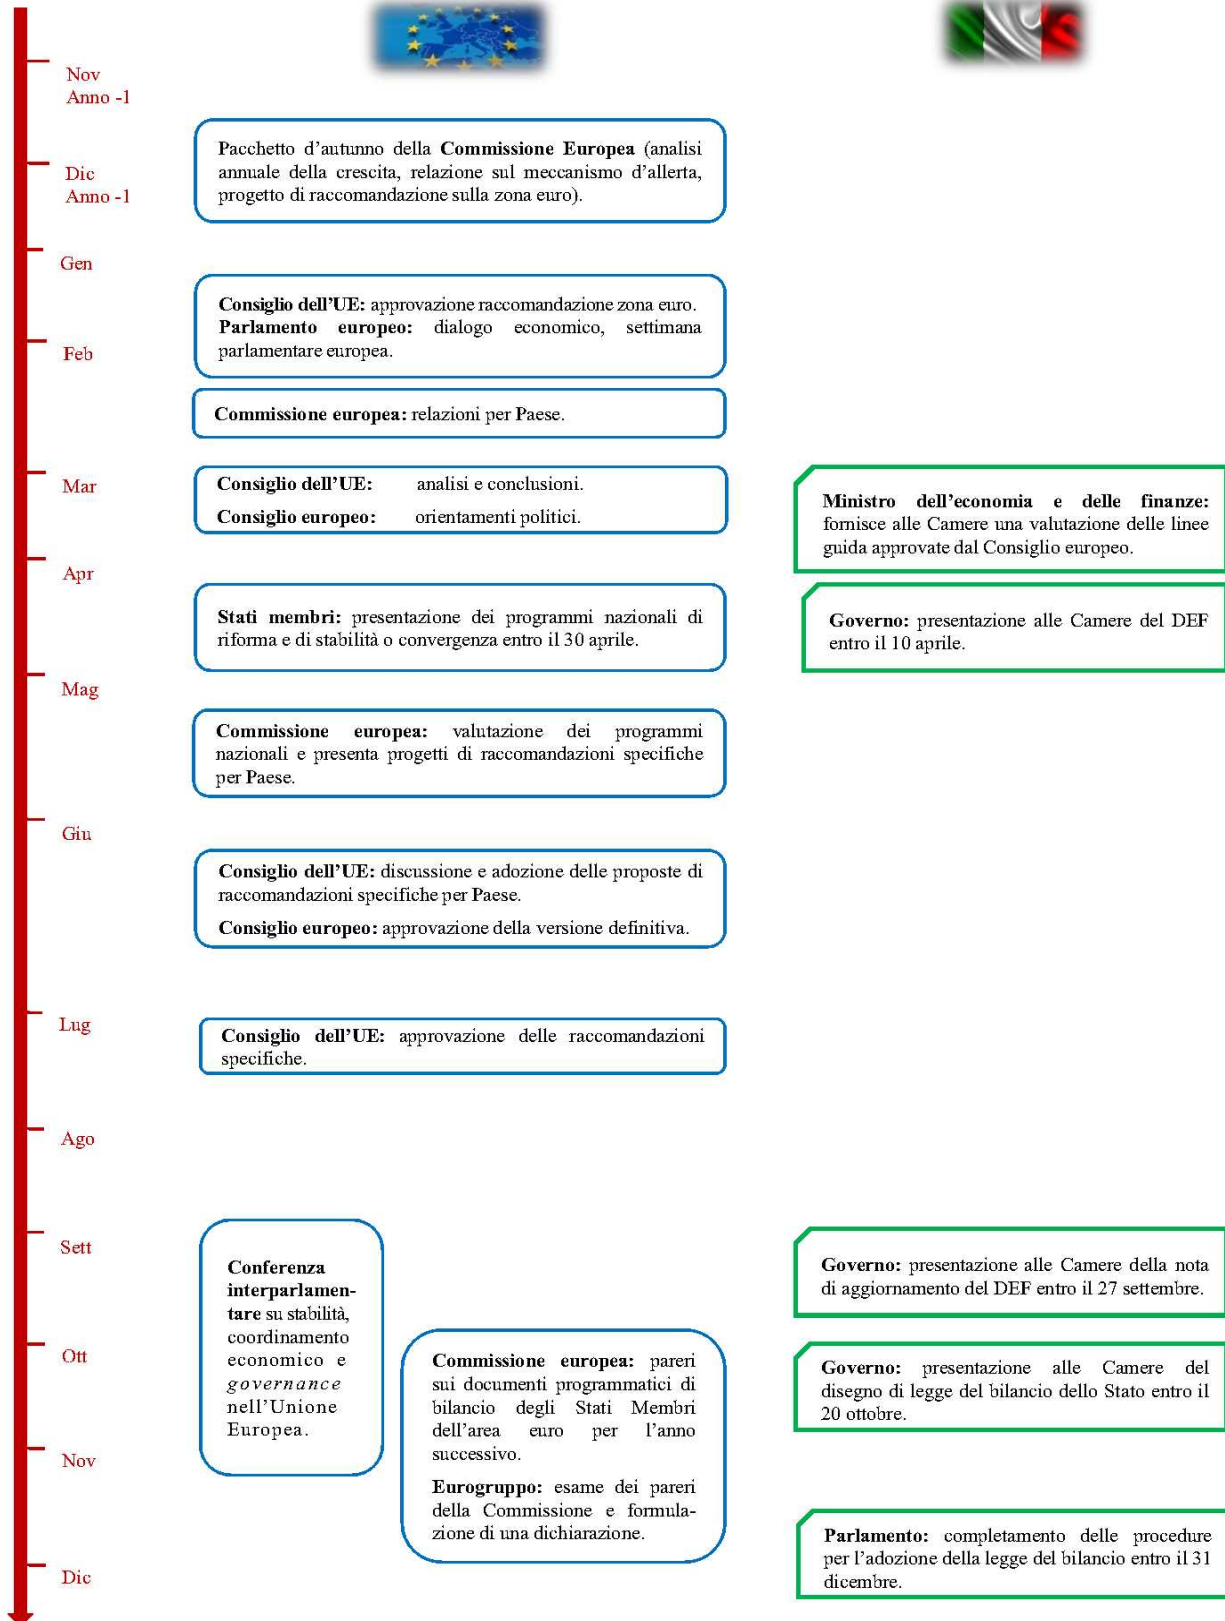 Nov
Anno -1
Pacchetto d'autunno della Commissione Europea (analisi
annuale della crescita, relazione sul meccanismo d'allerta,
progetto di raccomandazione sulla zona euro).
Dic
Anno -1
Gen
Consiglio dell'UE: approvazione raccomandazione zona euro.
Parlamento europeo: dialogo economico, settimana
parlamentare europea.
Feb
Commissione europea: relazioni per Paese.
Mar
Consiglio dell'UE: analisi e conclusioni.
Consiglio europeo: orientamenti politici.
Ministro dell'economia e delle finanze:
fornisce alle Camere una valutazione delle linee
guida approvate dal Consiglio europeo.
Apr
Stati membri: presentazione dei programmi nazionali di
riforma e di stabilità o convergenza entro il 30 aprile.
Governo: presentazione alle Camere del DEF
entro il 10 aprile.
Mag
Commissione europea: valutazione dei programmi
nazionali e presenta progetti di raccomandazioni specifiche
per Paese.
Giu
Consiglio dell'UE: discussione e adozione delle proposte di
raccomandazioni specifiche per Paese.
Consiglio europeo: approvazione della versione definitiva.
Lug
Consiglio dell'UE: approvazione delle raccomandazioni
specifiche.
Ago
Sett
Conferenza
interparlamen-
tare su stabilità,
coordinamento
economico e
governance
nell'Unione
Europea.
Governo: presentazione alle Camere della nota
di aggiornamento del DEF entro il 27 settembre.
Ott
Commissione europea: pareri
sui documenti programmatici di
bilancio degli Stati Membri
dell'area euro per l'anno
successivo.
Eurogruppo: esame dei pareri
della Commissione e formula-
zione di una dichiarazione.
Governo: presentazione alle Camere del
disegno di legge del bilancio dello Stato entro il
20 ottobre.
Nov
Parlamento: completamento delle procedure
per l'adozione della legge del bilancio entro il 31
dicembre.
Dic